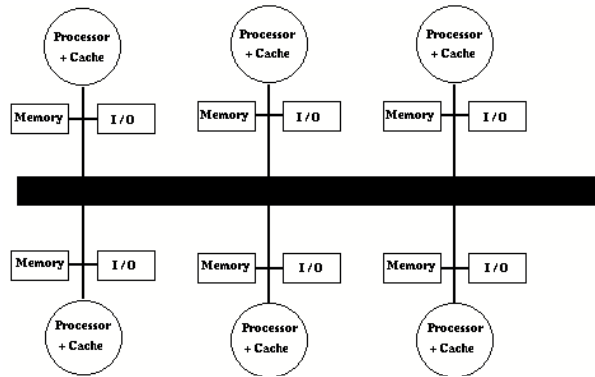 Processor
+ Cache
Processor
+ Cache
Processor
+ Cache
Memory
I/O
Memory
I/O
Memory
I/O
Memory
I/O
Memory
I/O
Memory
I/O
Processor
+ Cache
Processor
+ Cache
Processor
+ Cache